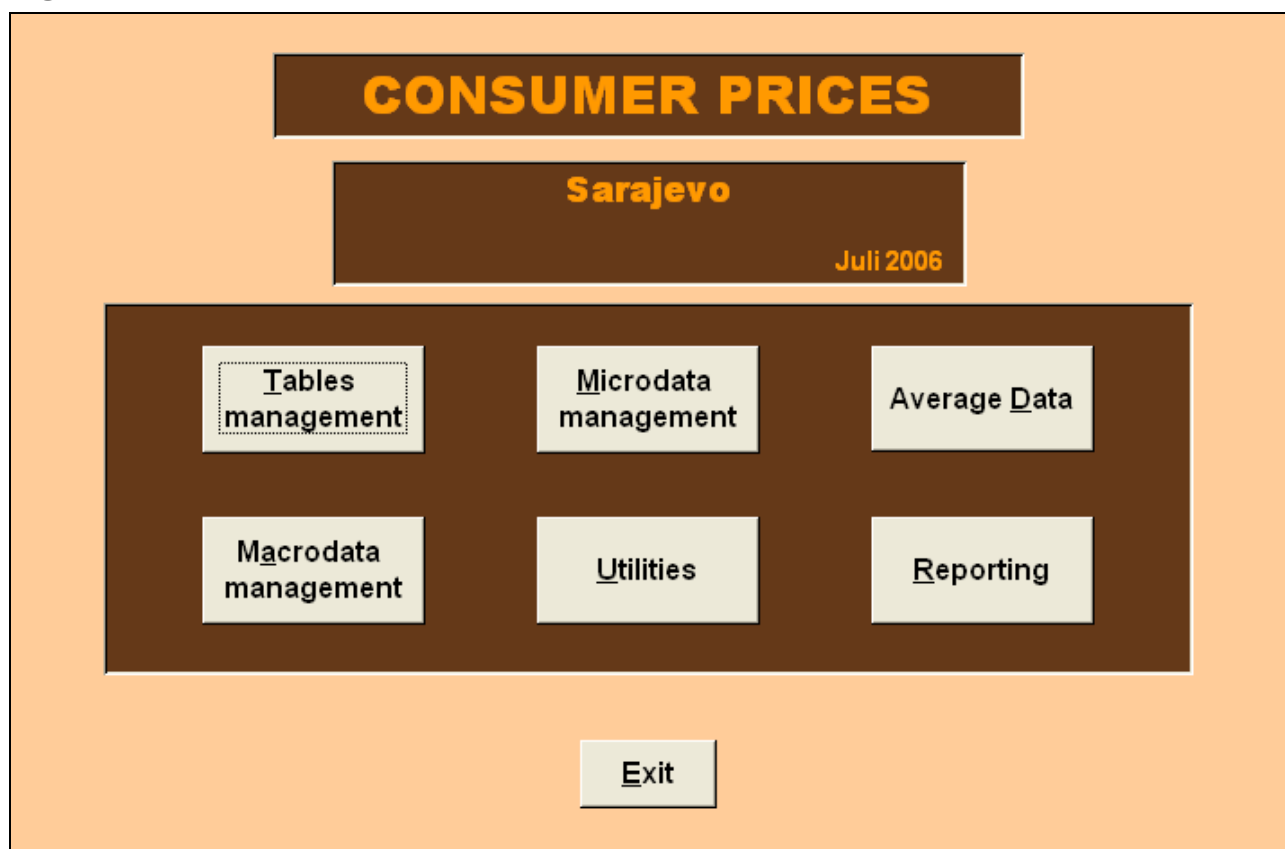 CONSUMER PRICES
Sarajevo
Juli 2006
Tables
management
Microdata
management
Average Data
Macrodata
management
Utilities
Reporting
Exit